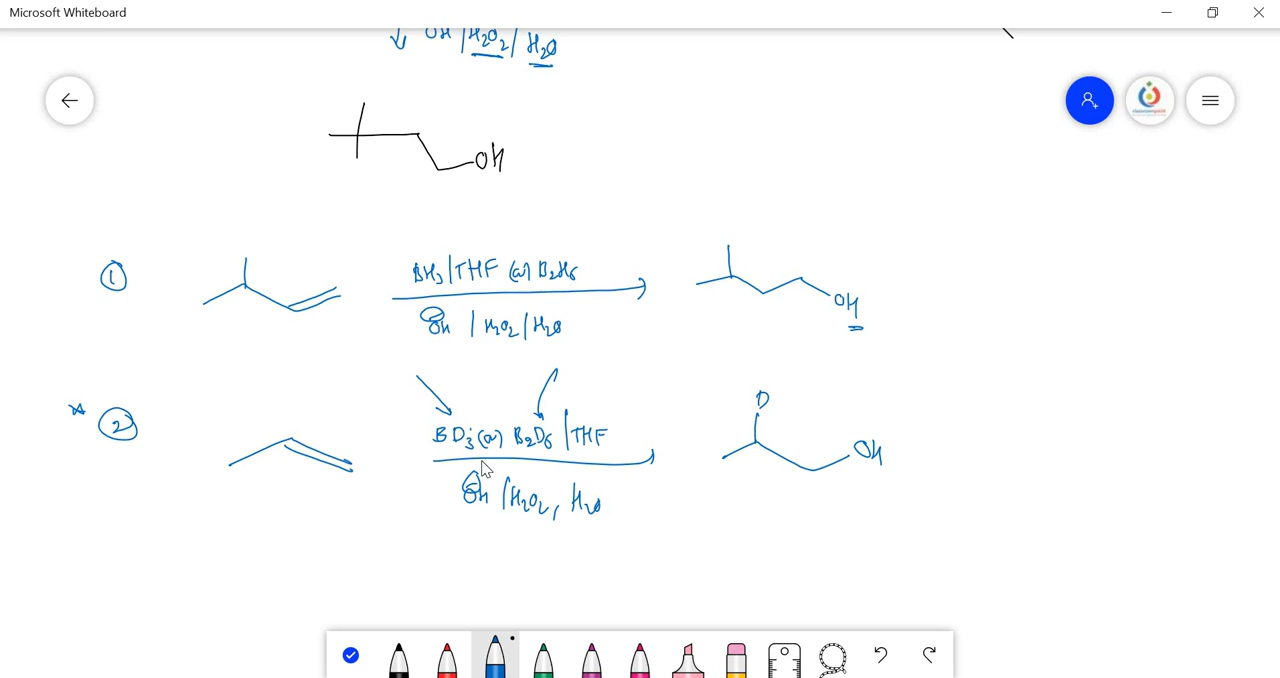 Microsoft Whiteboard
OH / H2O2 / H2O
OH
1
BH3 / THF (or) B2H6
OH / H2O2 / H2O
OH
2
BD3 (or) B2D6 / THF
OH / H2O2, H2O
D
OH